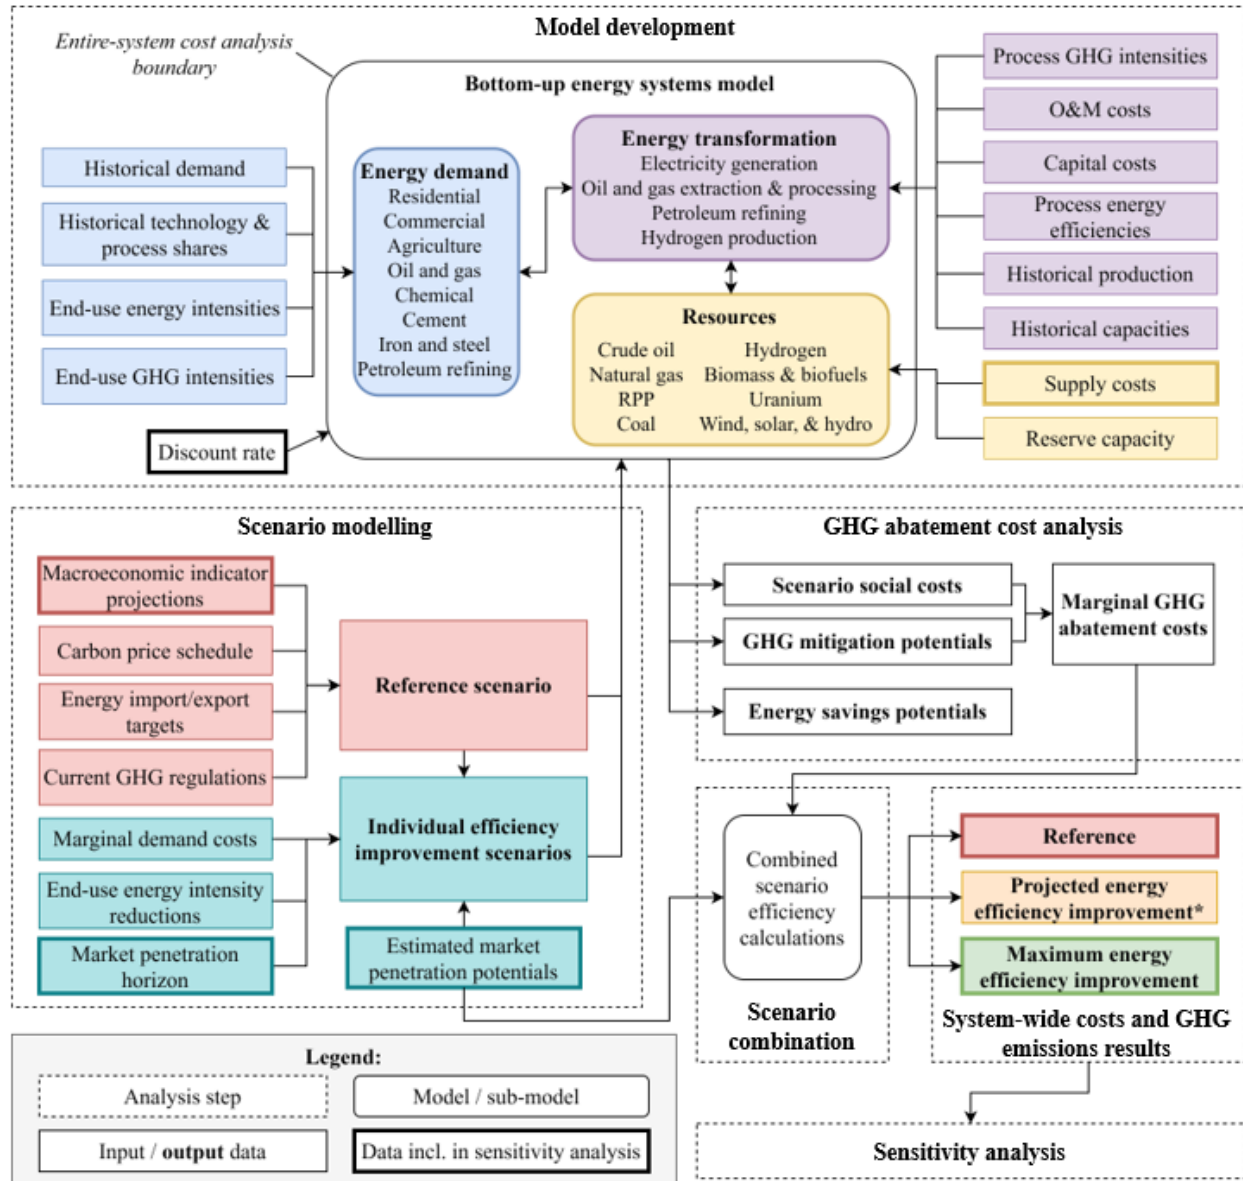 Model development
Entire-system cost analysis
boundary
Bottom-up energy systems model
Historical demand
Historical technology &
process shares
End-use energy intensities
End-use GHG intensities
Discount rate
Energy demand
Residential
Commercial
Agriculture
Oil and gas
Chemical
Cement
Iron and steel
Petroleum refining
Energy transformation
Electricity generation
Oil and gas extraction & processing
Petroleum refining
Hydrogen production
Resources
Crude oil
Natural gas
RPP
Coal
Hydrogen
Biomass & biofuels
Uranium
Wind, solar, & hydro
Process GHG intensities
O&M costs
Capital costs
Process energy
efficiencies
Historical production
Historical capacities
Supply costs
Reserve capacity
Scenario modelling
Macroeconomic indicator
projections
Carbon price schedule
Energy import/export
targets
Current GHG regulations
Marginal demand costs
End-use energy intensity
reductions
Market penetration
horizon
Reference scenario
Individual efficiency
improvement scenarios
Estimated market
penetration potentials
GHG abatement cost analysis
Scenario social costs
GHG mitigation potentials
Energy savings potentials
Marginal GHG
abatement costs
Combined
scenario
efficiency
calculations
Scenario
combination
Reference
Projected energy
efficiency improvement*
Maximum energy
efficiency improvement
System-wide costs and GHG
emissions results
Sensitivity analysis
Legend:
Analysis step
Model / sub-model
Input / output data
Data incl. in sensitivity analysis